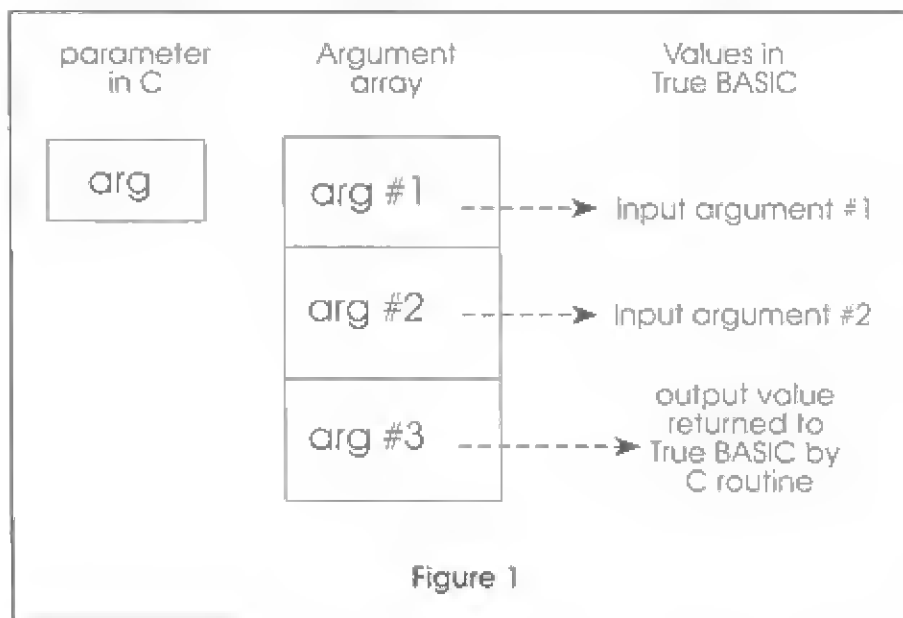 parameter
in C
Argument
array
Values in
True BASIC
arg
arg #1
Input argument #1
arg #2
Input argument #2
arg #3
output value
returned to
True BASIC by
C routine
Figure 1